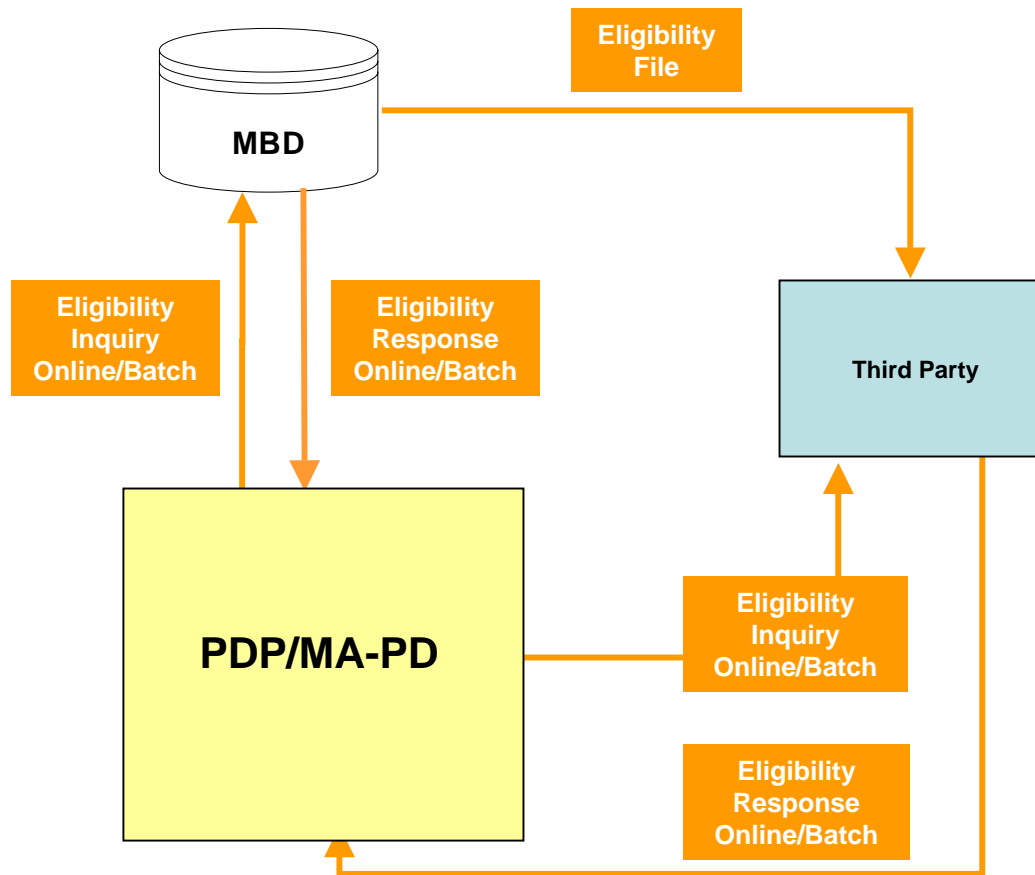 Eligibility
File
MBD
Eligibility
Inquiry
Online/Batch
Eligibility
Response
Online/Batch
Third Party
PDP/MA-PD
Eligibility
Inquiry
Online/Batch
Eligibility
Response
Online/Batch